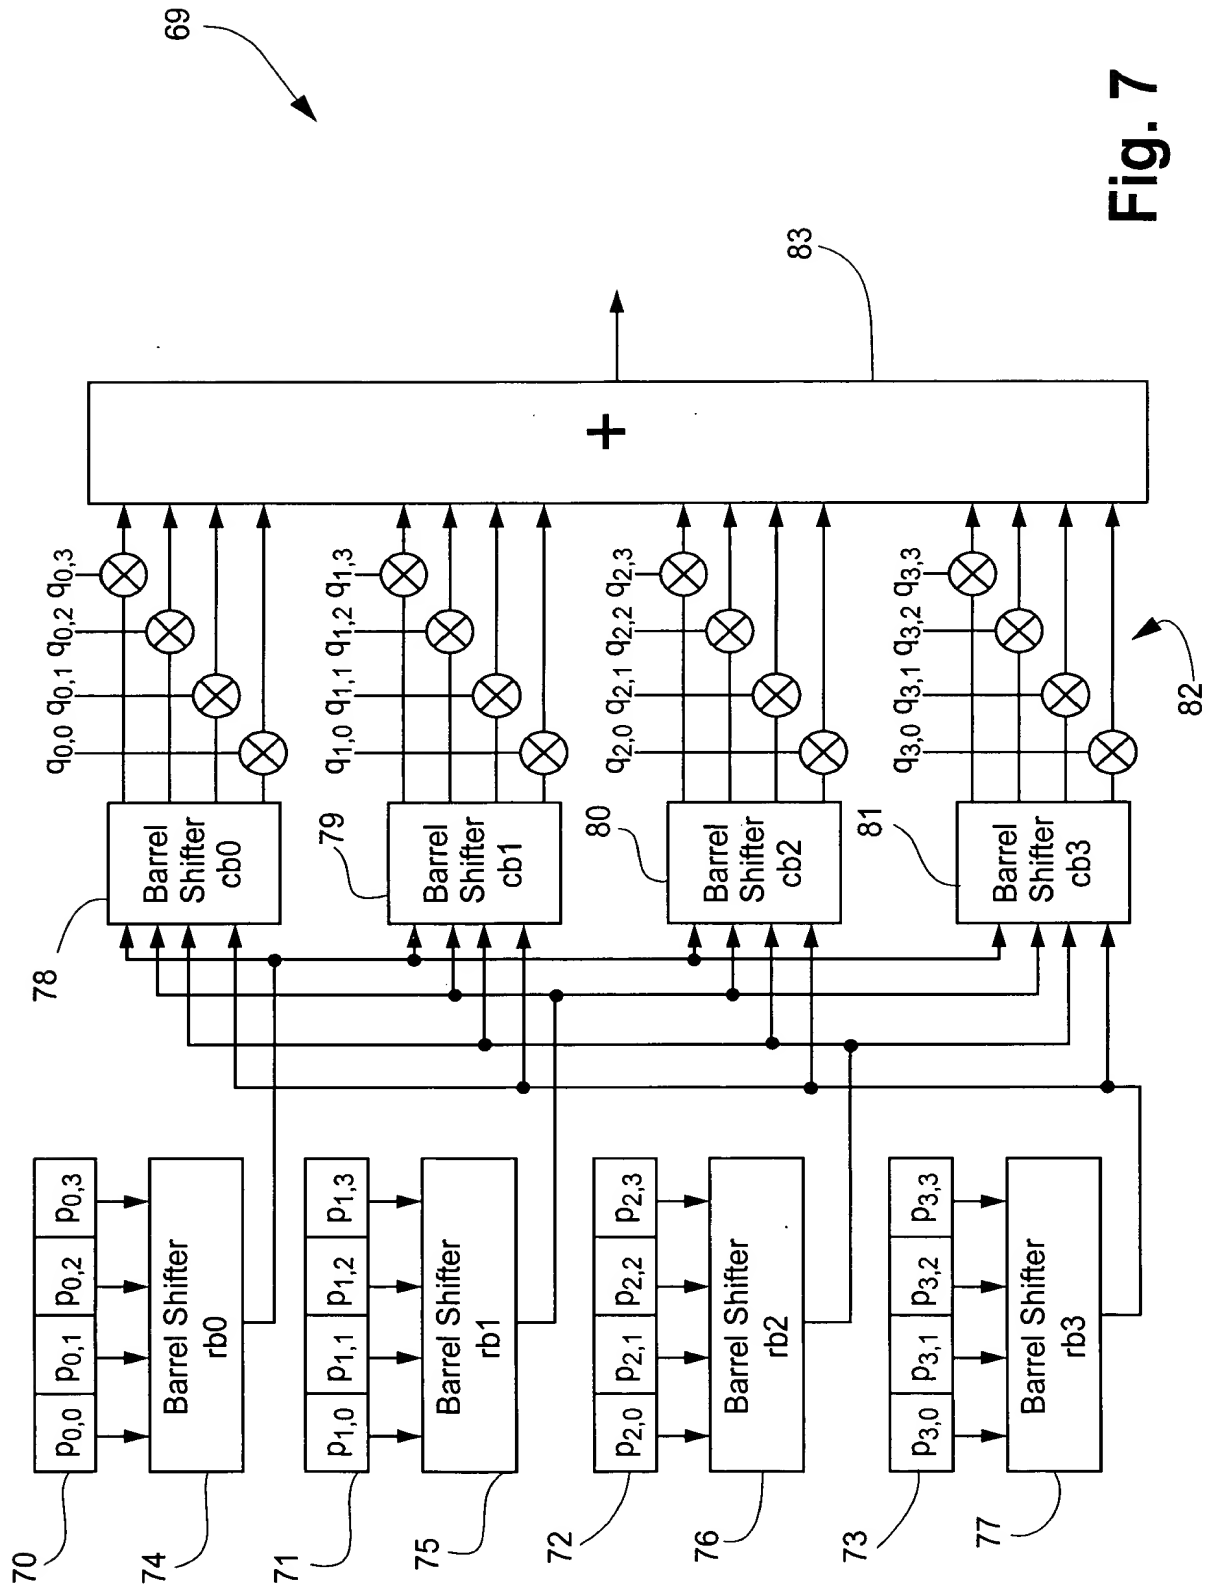 69
70
p0,0 p0,1 p0,2 p0,3
74
Barrel Shifter
rb0
71
p1,0 p1,1 p1,2 p1,3
75
Barrel Shifter
rb1
72
p2,0 p2,1 p2,2 p2,3
76
Barrel Shifter
rb2
73
p3,0 p3,1 p3,2 p3,3
77
Barrel Shifter
rb3
78
Barrel
Shifter
cb0
q0,0 q0,1 q0,2 q0,3
79
Barrel
Shifter
cb1
q1,0 q1,1 q1,2 q1,3
80
Barrel
Shifter
cb2
q2,0 q2,1 q2,2 q2,3
81
Barrel
Shifter
cb3
q3,0 q3,1 q3,2 q3,3
82
+
83
Fig. 7